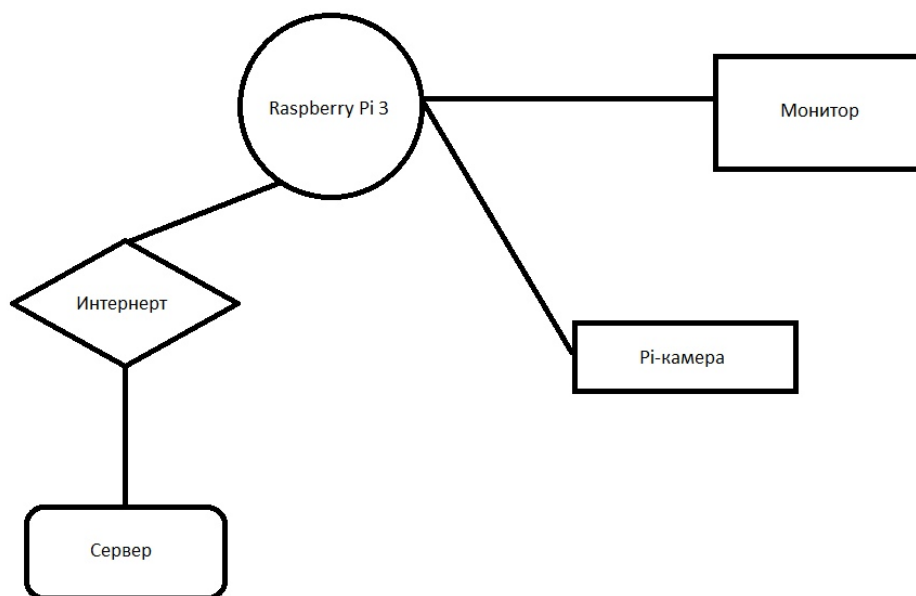 Raspberry Pi 3
Монитор
Интернерт
Pi-камера
Сервер